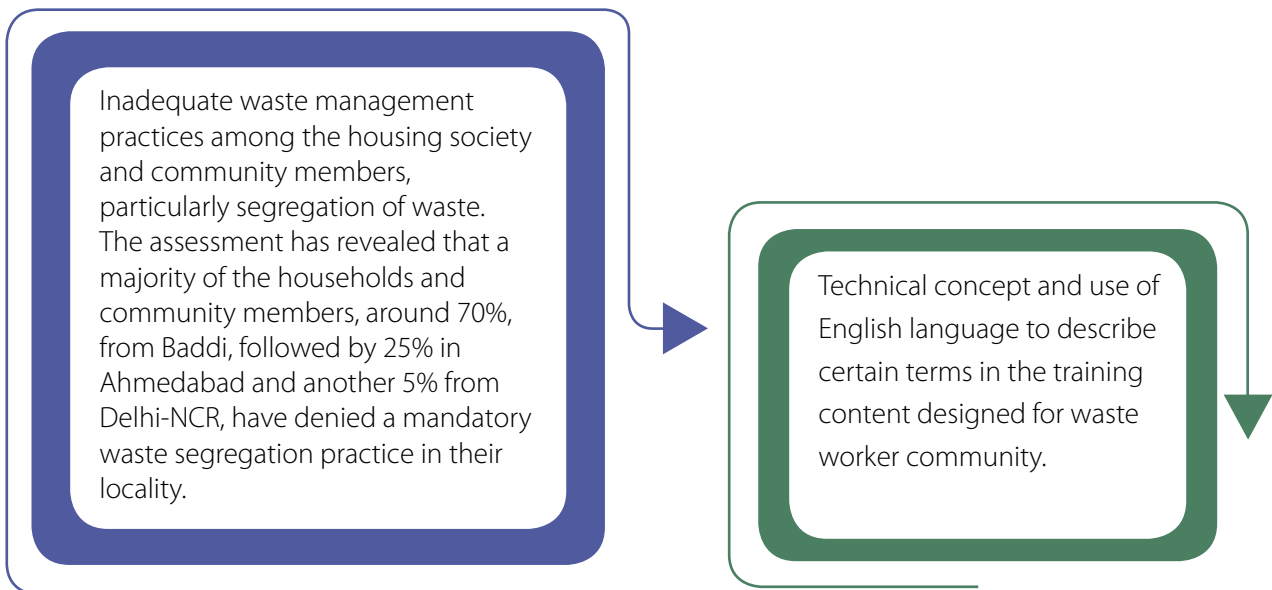 Inadequate waste management
practices among the housing society
and community members,
particularly segregation of waste.
The assessment has revealed that a
majority of the households and
community members, around 70%,
from Baddi, followed by 25% in
Ahmedabad and another 5% from
Delhi-NCR, have denied a mandatory
waste segregation practice in their
locality.
Technical concept and use of
English language to describe
certain terms in the training
content designed for waste
worker community.